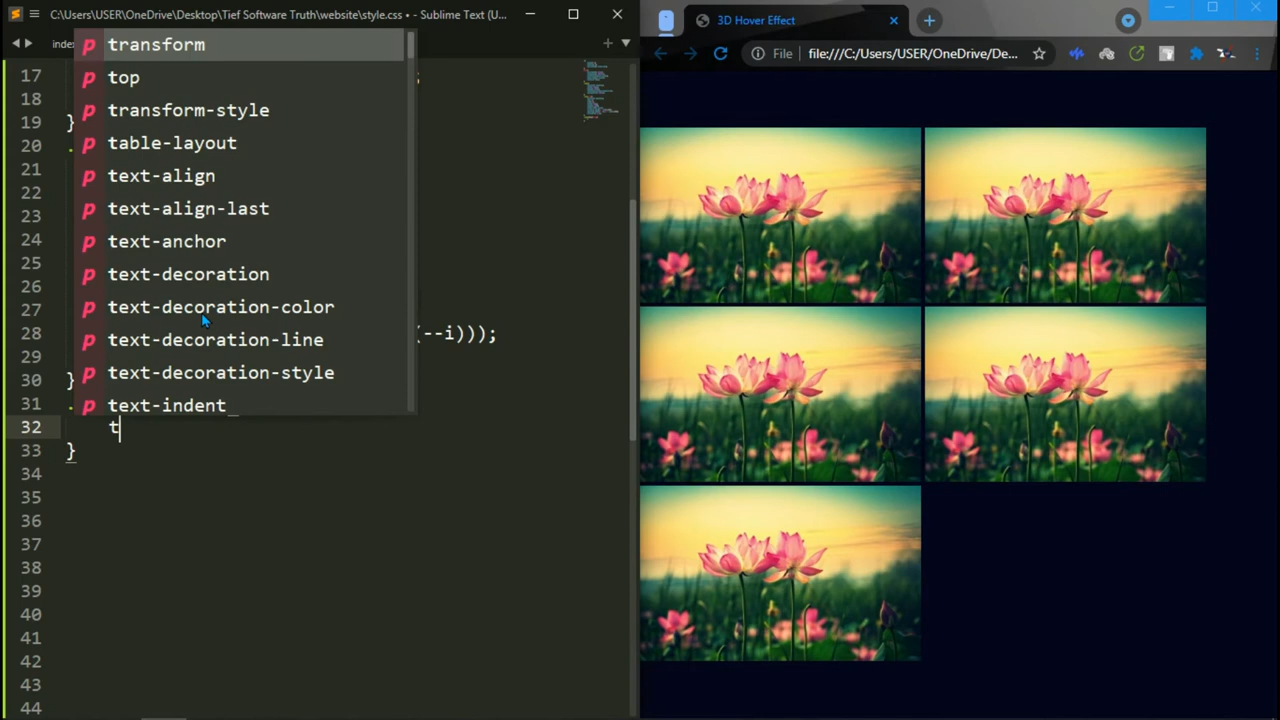 C:\Users\USER\OneDrive\Desktop\Tief Software Truth\website\style.css • - Sublime Text (U...
3D Hover Effect
File file:///C:/Users/USER/OneDrive/De...
inde
17 ;
18
19 }
20 .
21
22
23
24
25
26
27
28 (--i)));
29
30 }
31 .
32 t
33 }
34
35
36
37
38
39
40
41
42
43
44
p transform
p top
p transform-style
p table-layout
p text-align
p text-align-last
p text-anchor
p text-decoration
p text-decoration-color
p text-decoration-line
p text-decoration-style
p text-indent